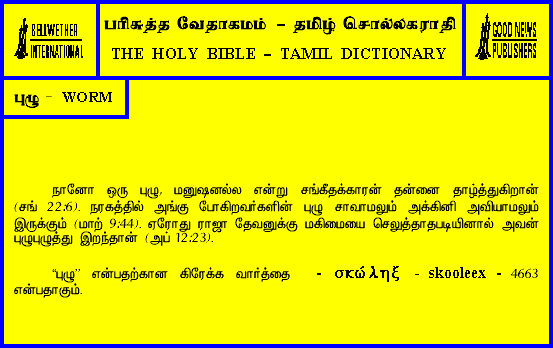 BELLWETHER
INTERNATIONAL
பரிசுத்த வேதாகமம் – தமிழ் சொல்லகராதி
THE HOLY BIBLE – TAMIL DICTIONARY
GOOD NEWS
PUBLISHERS
புழு – WORM
நானோ ஒரு புழு, மனுஷனல்ல என்று சங்கீதக்காரன் தன்னை தாழ்த்துகிறான்
(சங் 22:6). நரகத்தில் அங்கு போகிறவர்களின் புழு சாவாமலும் அக்கினி அவியாமலும்
இருக்கும் (மாற் 9:44). ஏரோது ராஜா தேவனுக்கு மகிமையை செலுத்தாதபடியினால் அவன்
புழுபுழுத்து இறந்தான் (அப் 12:23).
“புழு” என்பதற்கான கிரேக்க வார்த்தை - σκώληξ - skooleex - 4663
என்பதாகும்.